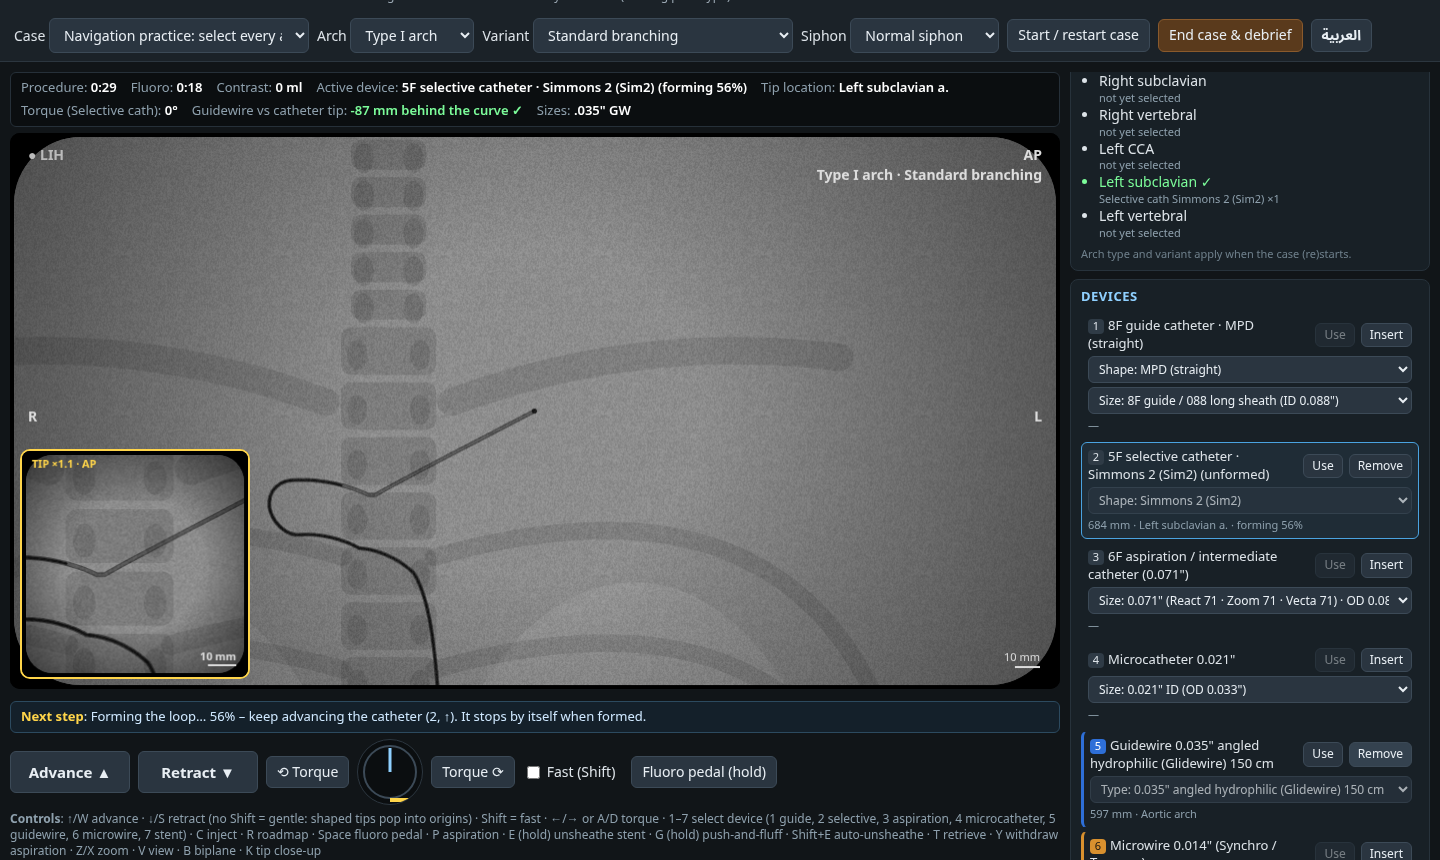 Case Navigation practice: select every a Arch Type I arch Variant Standard branching Siphon Normal siphon Start / restart case End case & debrief العربية
Procedure: 0:29 Fluoro: 0:18 Contrast: 0 ml Active device: 5F selective catheter · Simmons 2 (Sim2) (forming 56%) Tip location: Left subclavian a.
Torque (Selective cath): 0° Guidewire vs catheter tip: -87 mm behind the curve ✓ Sizes: .035" GW
● LIH
AP
Type I arch · Standard branching
R
L
TIP ×1.1 · AP
10 mm
10 mm
Next step: Forming the loop... 56% – keep advancing the catheter (2, ↑). It stops by itself when formed.
Advance ▲ Retract ▼ ⟲ Torque Torque ⟳ Fast (Shift) Fluoro pedal (hold)
Controls: ↑/W advance · ↓/S retract (no Shift = gentle: shaped tips pop into origins) · Shift = fast · ←/→ or A/D torque · 1–7 select device (1 guide, 2 selective, 3 aspiration, 4 microcatheter, 5
guidewire, 6 microwire, 7 stent) · C inject · R roadmap · Space fluoro pedal · P aspiration · E (hold) unsheathe stent · G (hold) push-and-fluff · Shift+E auto-unsheathe · T retrieve · Y withdraw
aspiration · Z/X zoom · V view · B biplane · K tip close-up
• Right subclavian
not yet selected
• Right vertebral
not yet selected
• Left CCA
not yet selected
• Left subclavian ✓
Selective cath Simmons 2 (Sim2) ×1
• Left vertebral
not yet selected
Arch type and variant apply when the case (re)starts.
DEVICES
1 8F guide catheter · MPD
(straight)
Use Insert
Shape: MPD (straight)
Size: 8F guide / 088 long sheath (ID 0.088")
—
2 5F selective catheter ·
Simmons 2 (Sim2) (unformed)
Use Remove
Shape: Simmons 2 (Sim2)
684 mm · Left subclavian a. · forming 56%
3 6F aspiration / intermediate
catheter (0.071")
Use Insert
Size: 0.071" (React 71 · Zoom 71 · Vecta 71) · OD 0.08
—
4 Microcatheter 0.021"
Use Insert
Size: 0.021" ID (OD 0.033")
—
5 Guidewire 0.035" angled
hydrophilic (Glidewire) 150 cm
Use Remove
Type: 0.035" angled hydrophilic (Glidewire) 150 cm
597 mm · Aortic arch
6 Microwire 0.014" (Synchro /
Use Insert